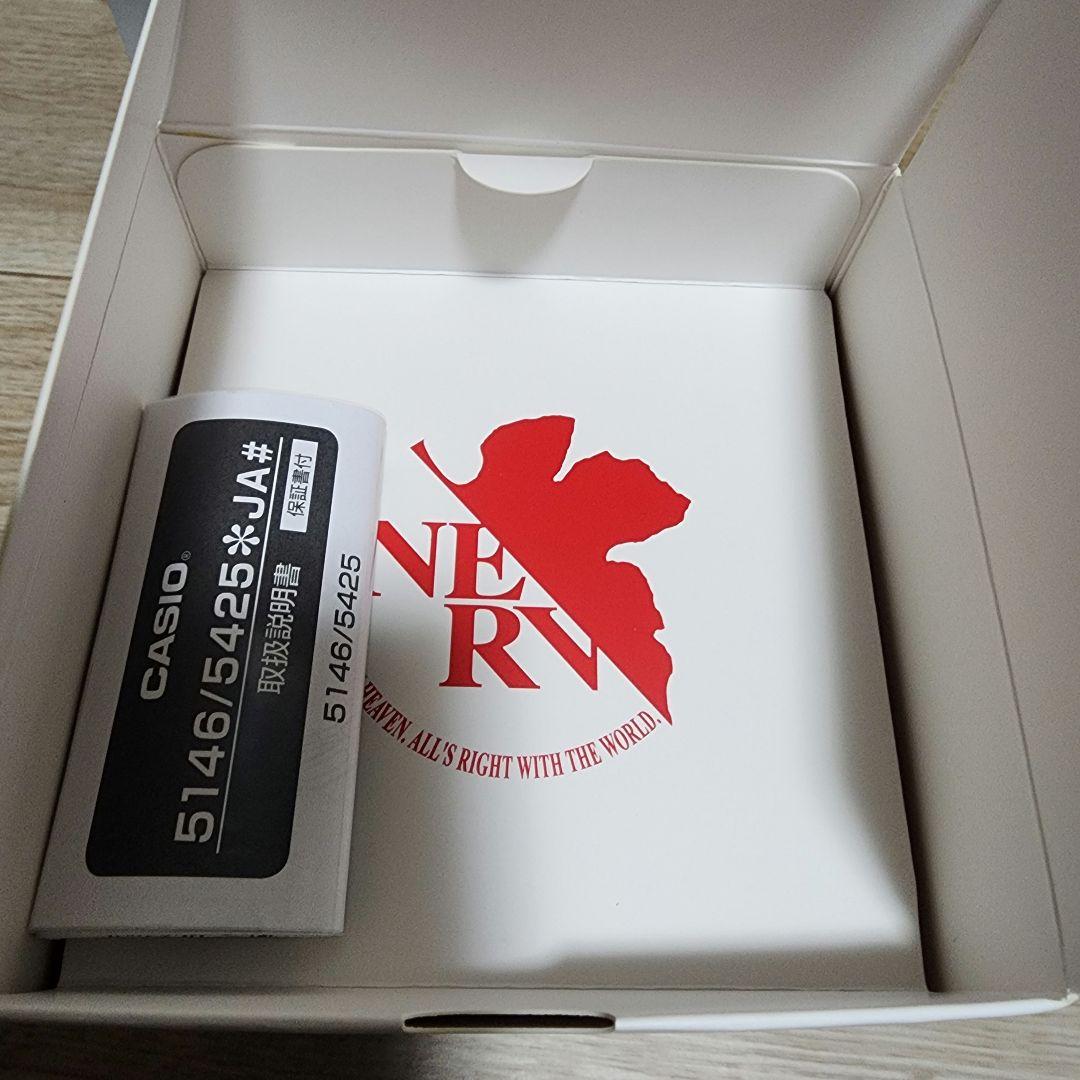 CASIO®
5146/5425✻JA#
取扱説明書 保証書付
5146/5425
NE
RV
HEAVEN. ALL'S RIGHT WITH THE WORLD.